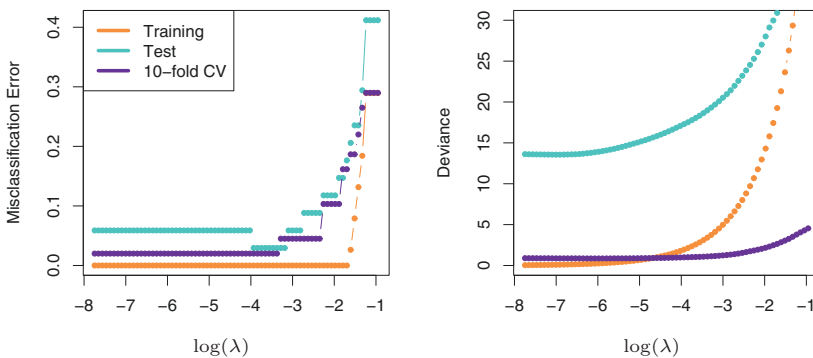 Misclassification Error
0.0 0.1 0.2 0.3 0.4
Training
Test
10-fold CV
−8 −7 −6 −5 −4 −3 −2 −1
log(λ)
Deviance
0 5 10 15 20 25 30
−8 −7 −6 −5 −4 −3 −2 −1
log(λ)